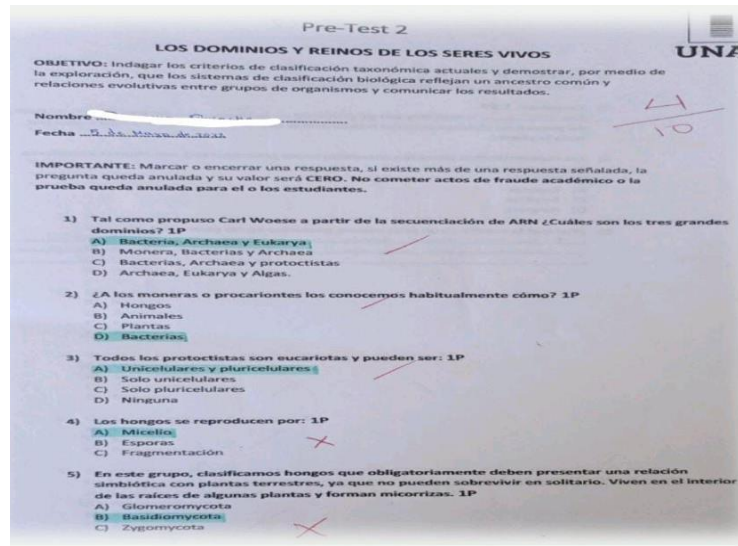 Pre-Test 2
LOS DOMINIOS Y REINOS DE LOS SERES VIVOS
UNA
OBJETIVO: Indagar los criterios de clasificación taxonómica actuales y demostrar, por medio de
la exploración, que los sistemas de clasificación biológica reflejan un ancestro común y
relaciones evolutivas entre grupos de organismos y comunicar los resultados.
4
10
Nombre
Fecha 5 de Mayo de 2022
IMPORTANTE: Marcar o encerrar una respuesta, si existe más de una respuesta señalada, la
pregunta queda anulada y su valor será CERO. No cometer actos de fraude académico o la
prueba queda anulada para el o los estudiantes.
1) Tal como propuso Carl Woese a partir de la secuenciación de ARN ¿Cuáles son los tres grandes
dominios? 1P
A) Bacteria, Archaea y Eukarya
B) Monera, Bacterias y Archaea
C) Bacterias, Archaea y protoctistas
D) Archaea, Eukarya y Algas.
2) ¿A los moneras o procariontes los conocemos habitualmente cómo? 1P
A) Hongos
B) Animales
C) Plantas
D) Bacterias
3) Todos los protoctistas son eucariotas y pueden ser: 1P
A) Unicelulares y pluricelulares
B) Solo unicelulares
C) Solo pluricelulares
D) Ninguna
4) Los hongos se reproducen por: 1P
A) Micelio
B) Esporas
C) Fragmentación
5) En este grupo, clasificamos hongos que obligatoriamente deben presentar una relación
simbiótica con plantas terrestres, ya que no pueden sobrevivir en solitario. Viven en el interior
de las raíces de algunas plantas y forman micorrizas. 1P
A) Glomeromycota
B) Basidiomycota
C) Zygomycota